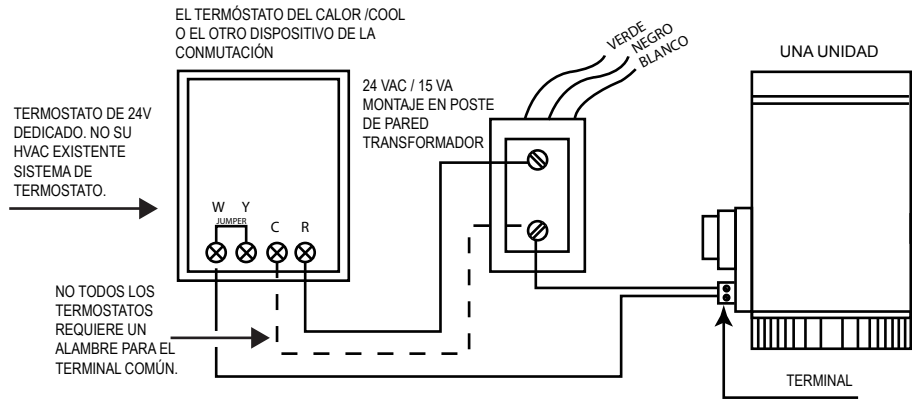 EL TERMÓSTATO DEL CALOR /COOL
O EL OTRO DISPOSITIVO DE LA
CONMUTACIÓN
TERMOSTATO DE 24V
DEDICADO. NO SU
HVAC EXISTENTE
SISTEMA DE
TERMOSTATO.
W Y
JUMPER
C R
24 VAC / 15 VA
MONTAJE EN POSTE
DE PARED
TRANSFORMADOR
VERDE
NEGRO
BLANCO
UNA UNIDAD
NO TODOS LOS
TERMOSTATOS
REQUIERE UN
ALAMBRE PARA EL
TERMINAL COMÚN.
TERMINAL